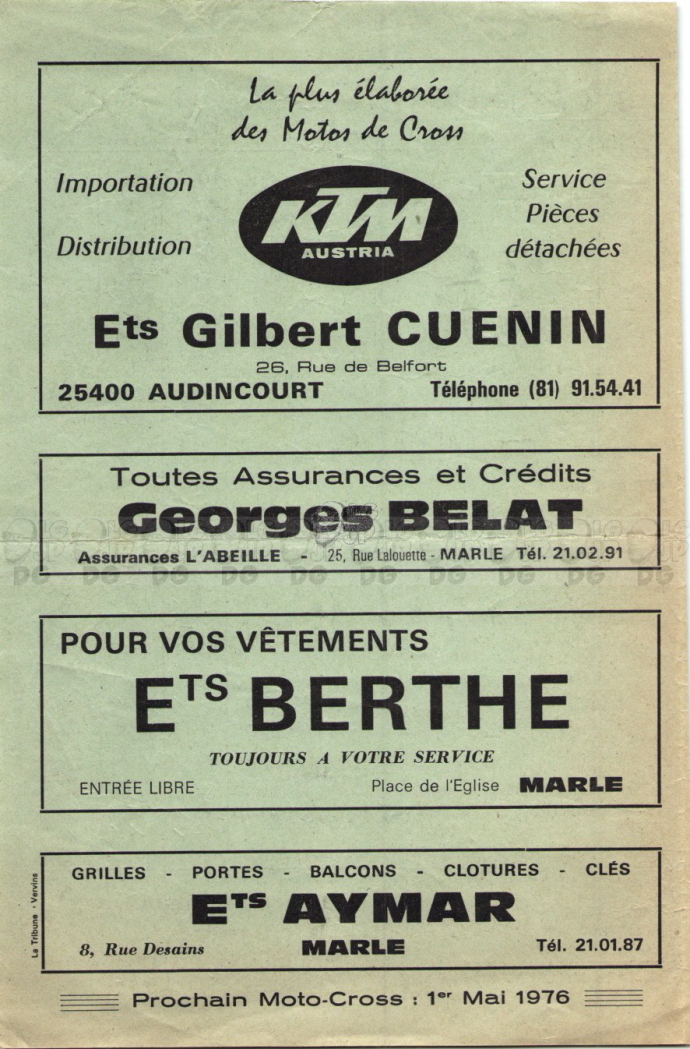 La plus élaborée
des Motos de Cross
Importation
Distribution
KTM
AUSTRIA
Service
Pièces
détachées
Ets Gilbert CUENIN
26, Rue de Belfort
25400 AUDINCOURT Téléphone (81) 91.54.41
Toutes Assurances et Crédits
Georges BELAT
Assurances L'ABEILLE - 25, Rue Lalouette - MARLE Tél. 21.02.91
POUR VOS VÊTEMENTS
ETS BERTHE
TOUJOURS A VOTRE SERVICE
ENTRÉE LIBRE Place de l'Eglise MARLE
GRILLES - PORTES - BALCONS - CLOTURES - CLÉS
ETS AYMAR
8, Rue Desains MARLE Tél. 21.01.87
La Tribune - Vervins
Prochain Moto-Cross : 1er Mai 1976